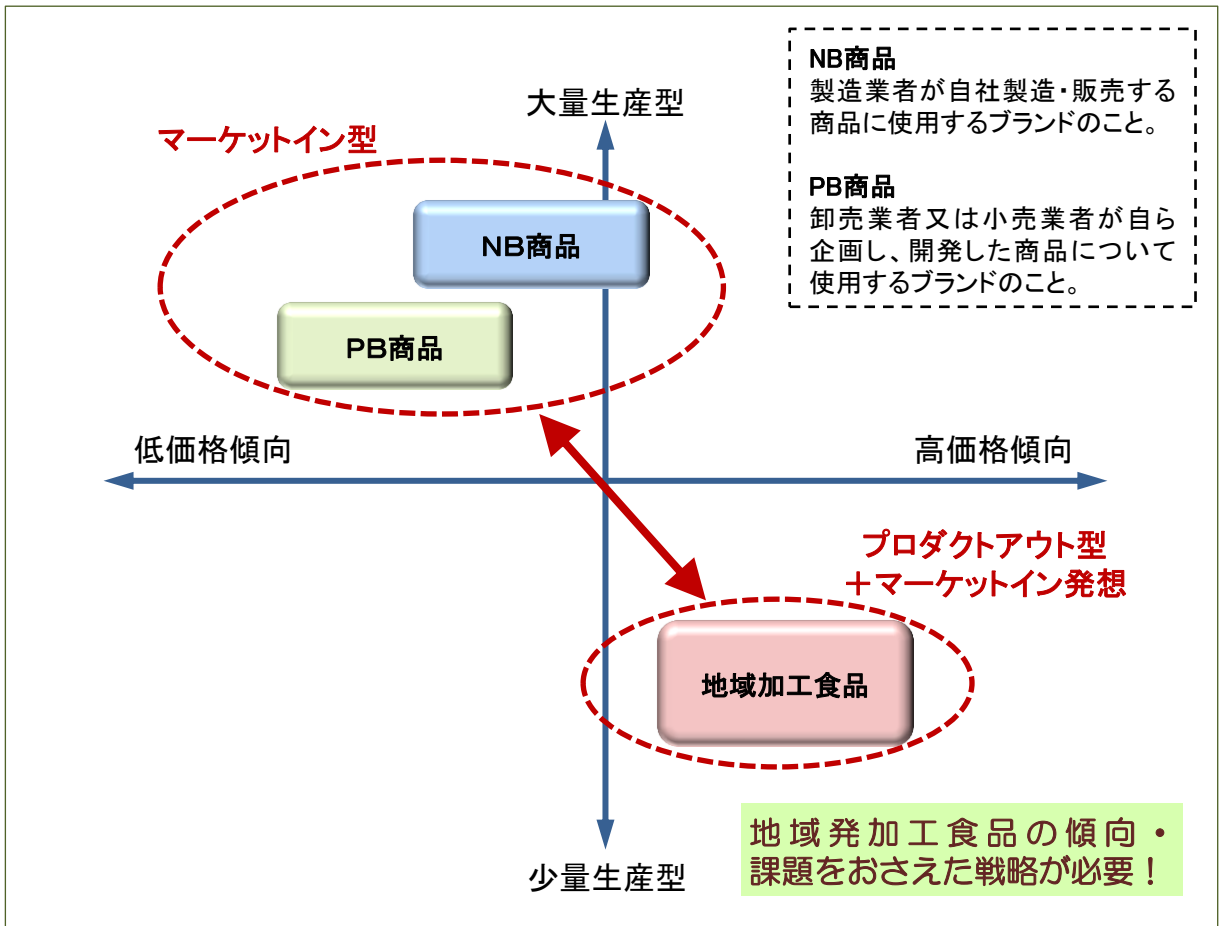 NB商品
製造業者が自社製造・販売する
商品に使用するブランドのこと。
PB商品
卸売業者又は小売業者が自ら
企画し、開発した商品について
使用するブランドのこと。
大量生産型
マーケットイン型
ＮＢ商品
ＰＢ商品
低価格傾向
高価格傾向
プロダクトアウト型
＋マーケットイン発想
地域加工食品
地域発加工食品の傾向・
課題をおさえた戦略が必要！
少量生産型